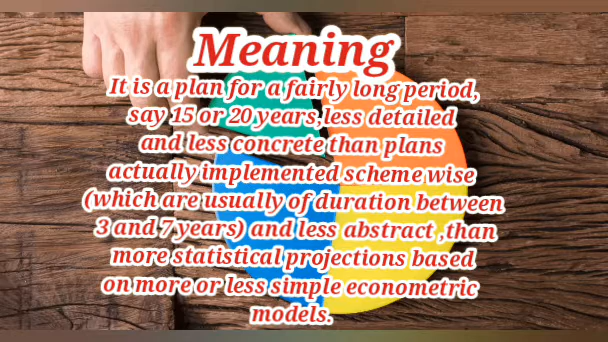 Meaning
It is a plan for a fairly long period,
say 15 or 20 years,less detailed
and less concrete than plans
actually implemented scheme wise
(which are usually of duration between
3 and 7 years) and less abstract ,than
more statistical projections based
on more or less simple econometric
models.